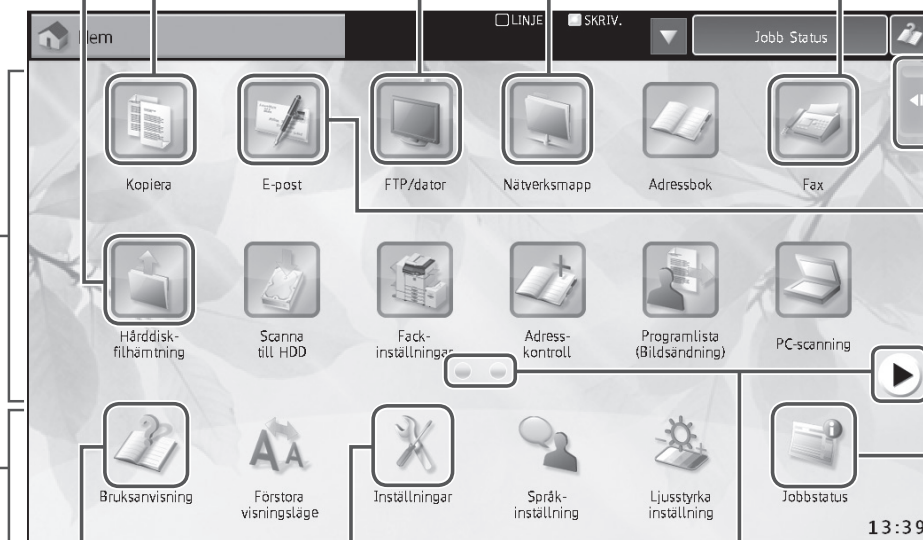 Hem
LINJE
SKRIV.
Jobb Status
Kopiera
E-post
FTP/dator
Nätverksmapp
Adressbok
Fax
Hårddisk-
filhämtning
Scanna
till HDD
Fack-
inställningar
Adress-
kontroll
Programlista
(Bildsändning)
PC-scanning
Bruksanvisning
Förstora
visningsläge
Inställningar
Språk-
inställning
Ljusstyrka
inställning
Jobbstatus
13:39